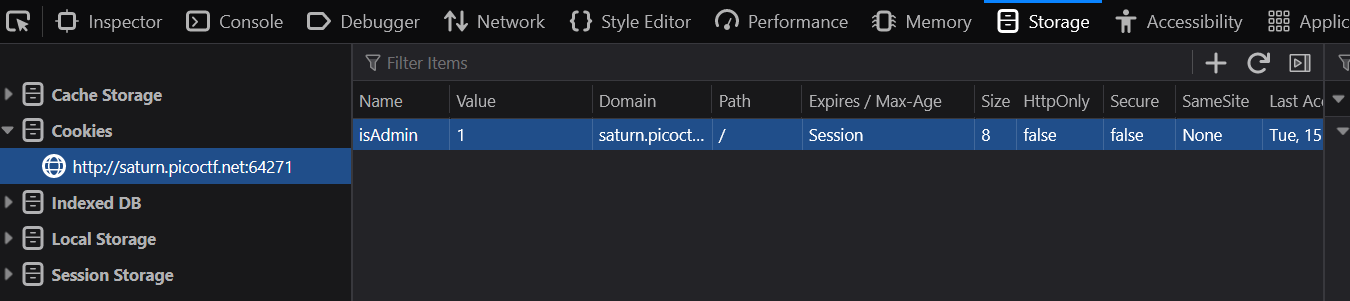 Inspector Console Debugger Network Style Editor Performance Memory Storage Accessibility Applic
Filter Items
Cache Storage
Name Value Domain Path Expires / Max-Age Size HttpOnly Secure SameSite Last Acc
Cookies
isAdmin 1 saturn.picoct... / Session 8 false false None Tue, 15
http://saturn.picoctf.net:64271
Indexed DB
Local Storage
Session Storage